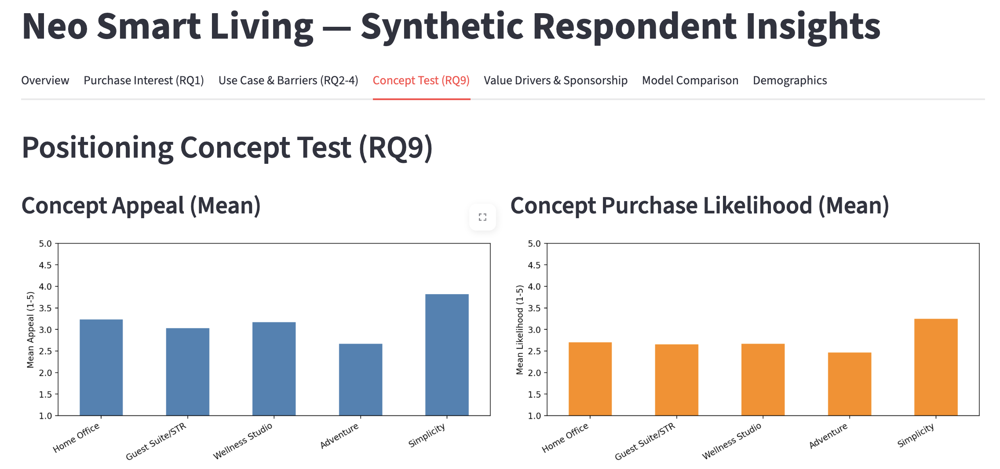 Neo Smart Living — Synthetic Respondent Insights
Overview Purchase Interest (RQ1) Use Case & Barriers (RQ2-4) Concept Test (RQ9) Value Drivers & Sponsorship Model Comparison Demographics
Positioning Concept Test (RQ9)
Concept Appeal (Mean)
Mean Appeal (1-5)
5.0
4.5
4.0
3.5
3.0
2.5
2.0
1.5
1.0
Home Office
Guest Suite/STR
Wellness Studio
Adventure
Simplicity
Concept Purchase Likelihood (Mean)
Mean Likelihood (1-5)
5.0
4.5
4.0
3.5
3.0
2.5
2.0
1.5
1.0
Home Office
Guest Suite/STR
Wellness Studio
Adventure
Simplicity